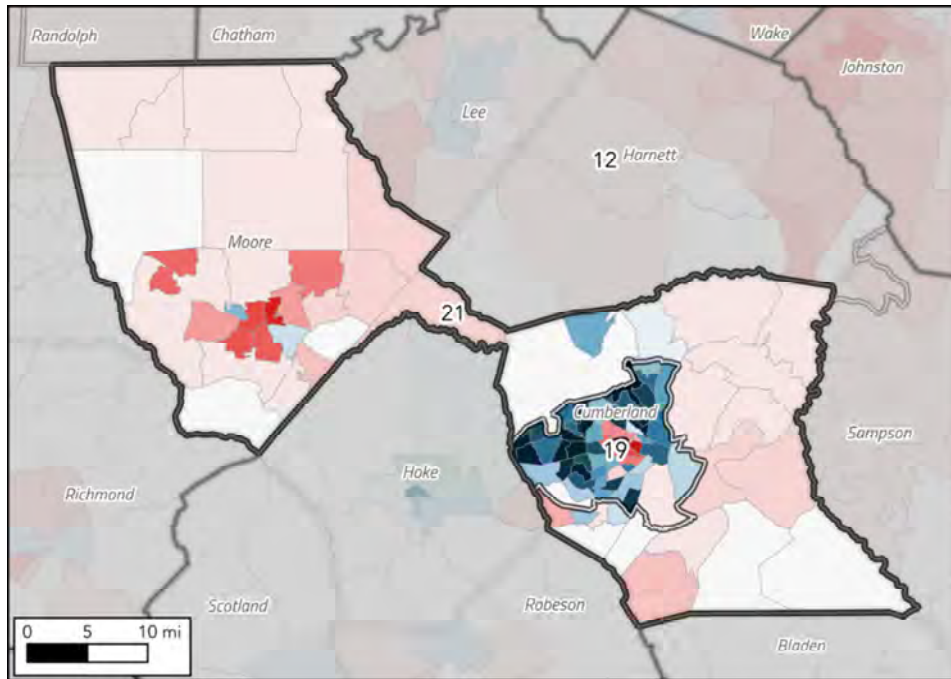 Randolph
Chatham
Wake
Johnston
Lee
12 Harnett
Moore
21
Cumberland
19
Sampson
Hoke
Richmond
Scotland
Robeson
Bladen
0 5 10 mi